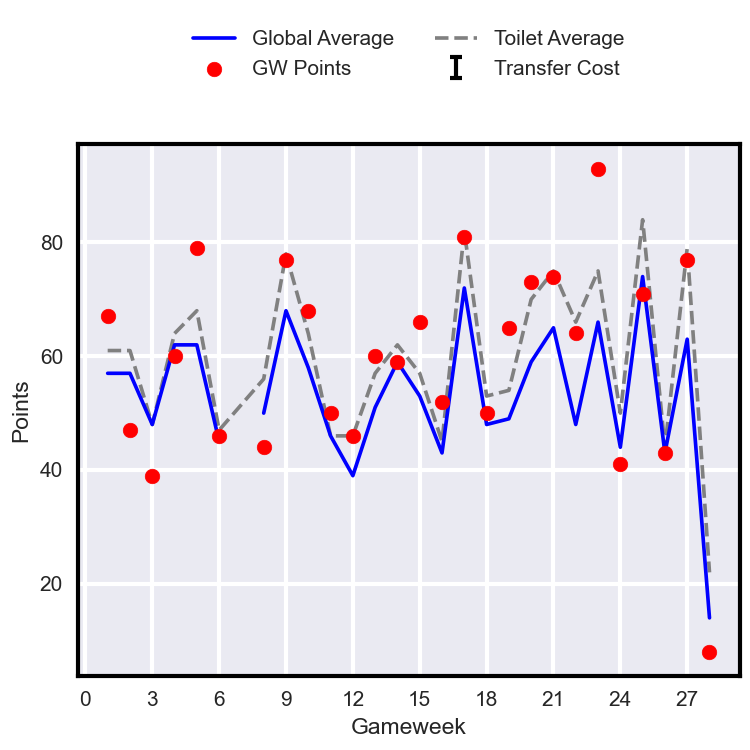 Global Average
Toilet Average
GW Points
Transfer Cost
80
60
40
20
Points
0 3 6 9 12 15 18 21 24 27
Gameweek